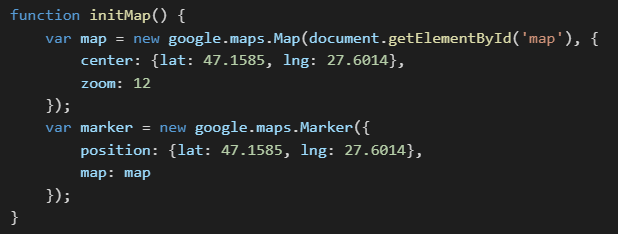 function initMap() {
    var map = new google.maps.Map(document.getElementById('map'), {
        center: {lat: 47.1585, lng: 27.6014},
        zoom: 12
    });
    var marker = new google.maps.Marker({
        position: {lat: 47.1585, lng: 27.6014},
        map: map
    });
}